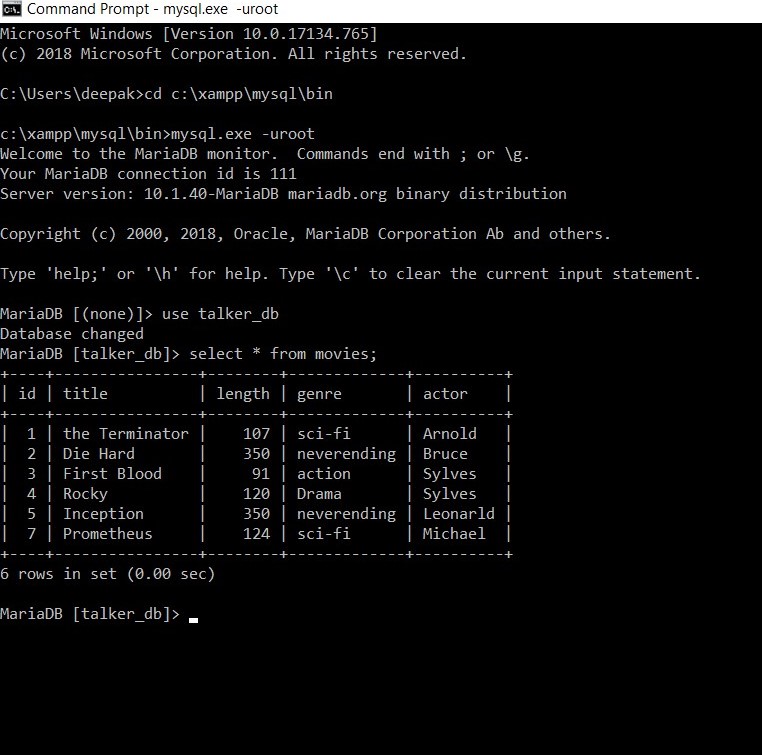 Command Prompt - mysql.exe -uroot
Microsoft Windows [Version 10.0.17134.765]
(c) 2018 Microsoft Corporation. All rights reserved.
C:\Users\deepak>cd c:\xampp\mysql\bin
c:\xampp\mysql\bin>mysql.exe -uroot
Welcome to the MariaDB monitor.  Commands end with ; or \g.
Your MariaDB connection id is 111
Server version: 10.1.40-MariaDB mariadb.org binary distribution
Copyright (c) 2000, 2018, Oracle, MariaDB Corporation Ab and others.
Type 'help;' or '\h' for help. Type '\c' to clear the current input statement.
MariaDB [(none)]> use talker_db
Database changed
MariaDB [talker_db]> select * from movies;
+----+----------------+--------+-------------+----------+
| id | title          | length | genre       | actor    |
+----+----------------+--------+-------------+----------+
|  1 | the Terminator |    107 | sci-fi      | Arnold   |
|  2 | Die Hard       |    350 | neverending | Bruce    |
|  3 | First Blood    |     91 | action      | Sylves   |
|  4 | Rocky          |    120 | Drama       | Sylves   |
|  5 | Inception      |    350 | neverending | Leonarld |
|  7 | Prometheus     |    124 | sci-fi      | Michael  |
+----+----------------+--------+-------------+----------+
6 rows in set (0.00 sec)
MariaDB [talker_db]>